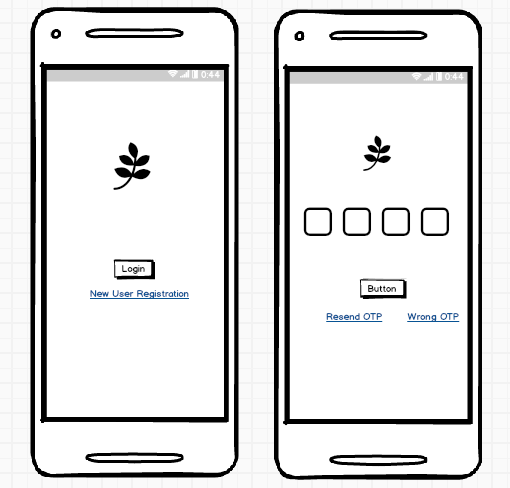 0:44
Login
New User Registration
0:44
Button
Resend OTP
Wrong OTP